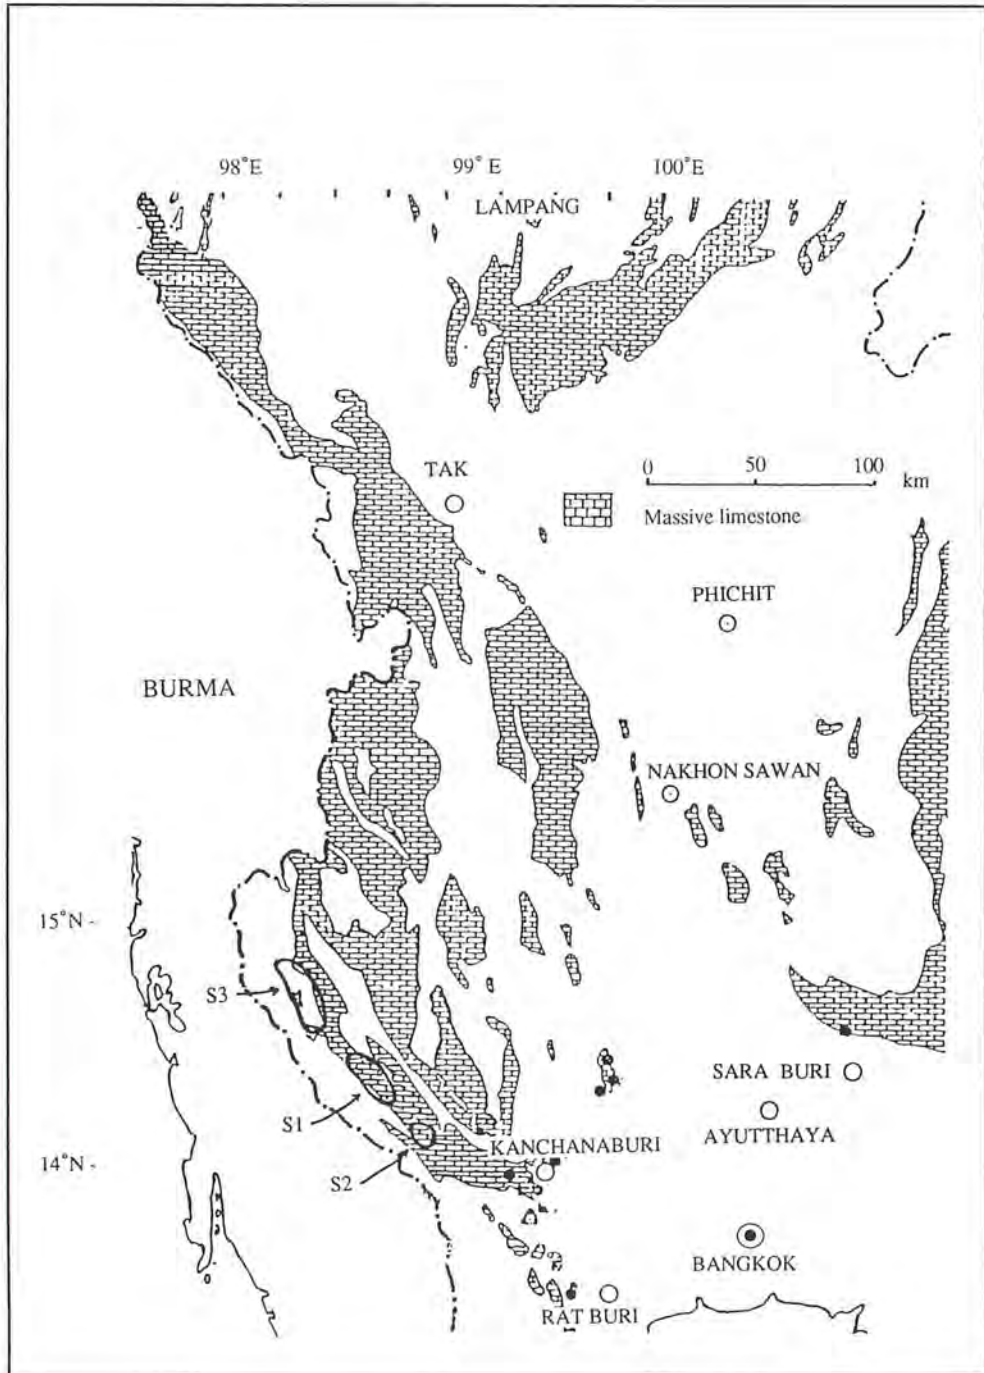 98°E 99°E 100°E
LAMPANG
TAK
0 50 100
km
Massive limestone
PHICHIT
BURMA
NAKHON SAWAN
15°N
S3
SARA BURI
S1
AYUTTHAYA
KANCHANABURI
14°N
S2
BANGKOK
RAT BURI